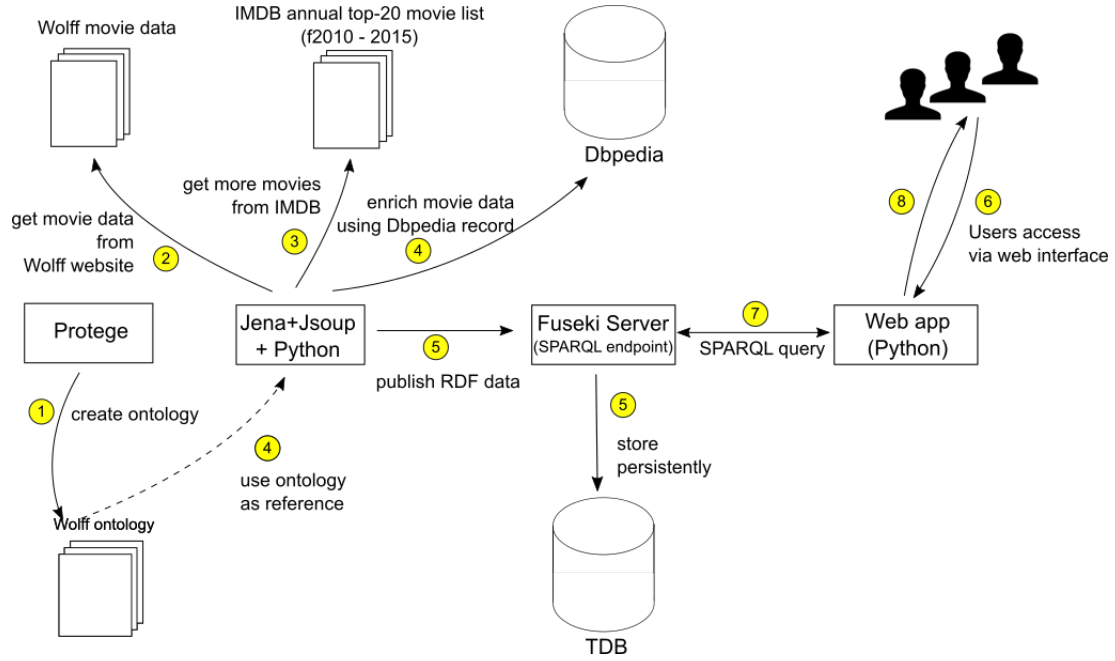 Wolff movie data
IMDB annual top-20 movie list
(f2010 - 2015)
Dbpedia
get movie data
from
Wolff website
2
get more movies
from IMDB
3
enrich movie data
using Dbpedia record
4
8
6
Users access
via web interface
Protege
Jena+Jsoup
+ Python
5
publish RDF data
Fuseki Server
(SPARQL endpoint)
7
SPARQL query
Web app
(Python)
1
create ontology
4
use ontology
as reference
5
store
persistently
Wolff ontology
TDB